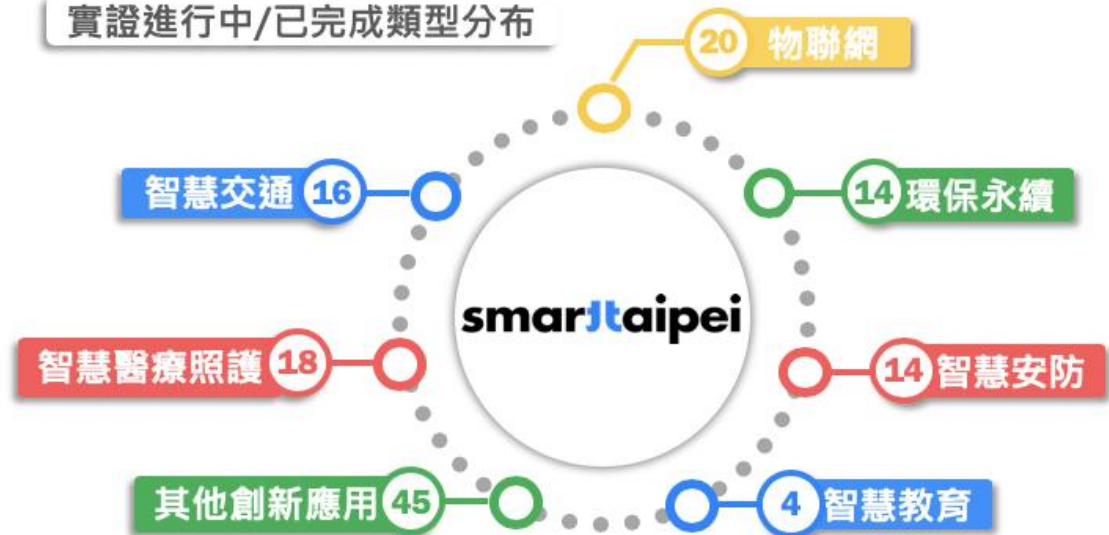 實證進行中/已完成類型分布
20 物聯網
智慧交通 16
14 環保永續
smarttaipei
智慧醫療照護 18
14 智慧安防
其他創新應用 45
4 智慧教育